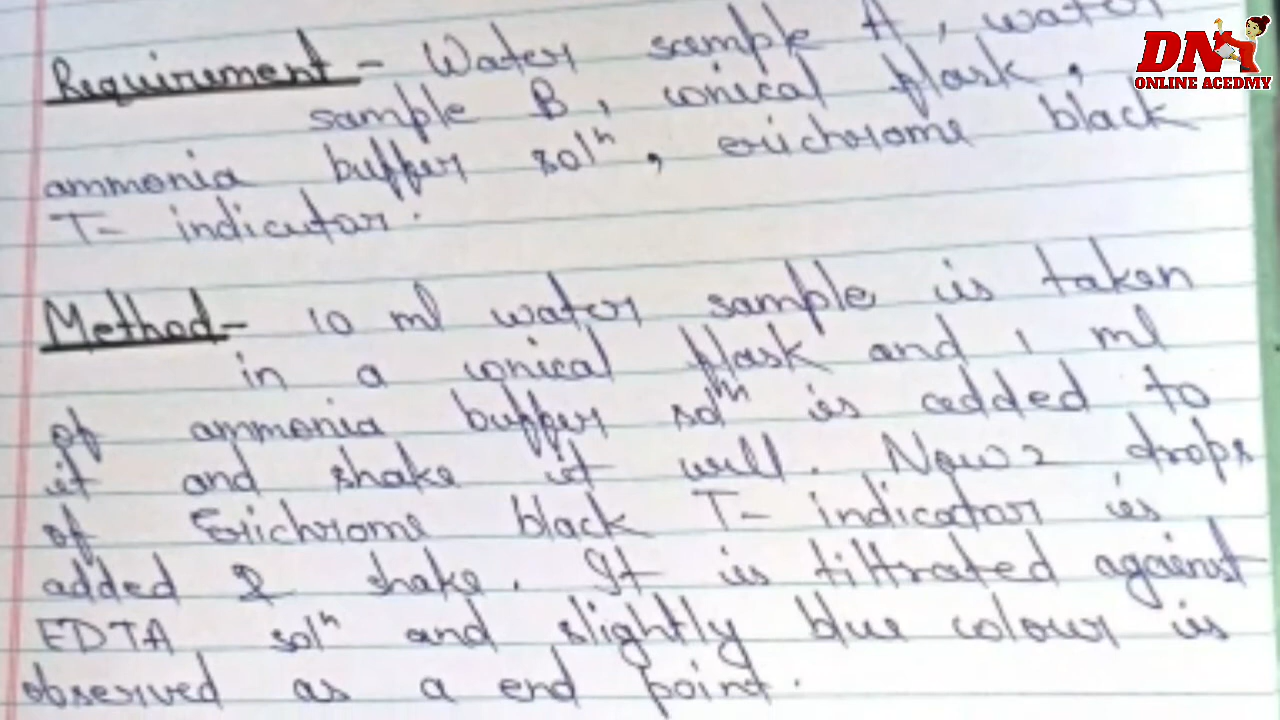 Requirement - Water sample A, water
sample B, conical flask,
ammonia buffer solⁿ, erichrome black
T- indicator.
Method- 10 ml water sample is taken
in a conical flask and 1 ml
of ammonia buffer solⁿ is added to
it and shake it well. Now 2 drops
of Erichrome black T- indicator is
added & shake. It is tittrated against
EDTA solⁿ and slightly blue colour is
observed as a end point.
DN
ONLINE ACEDMY